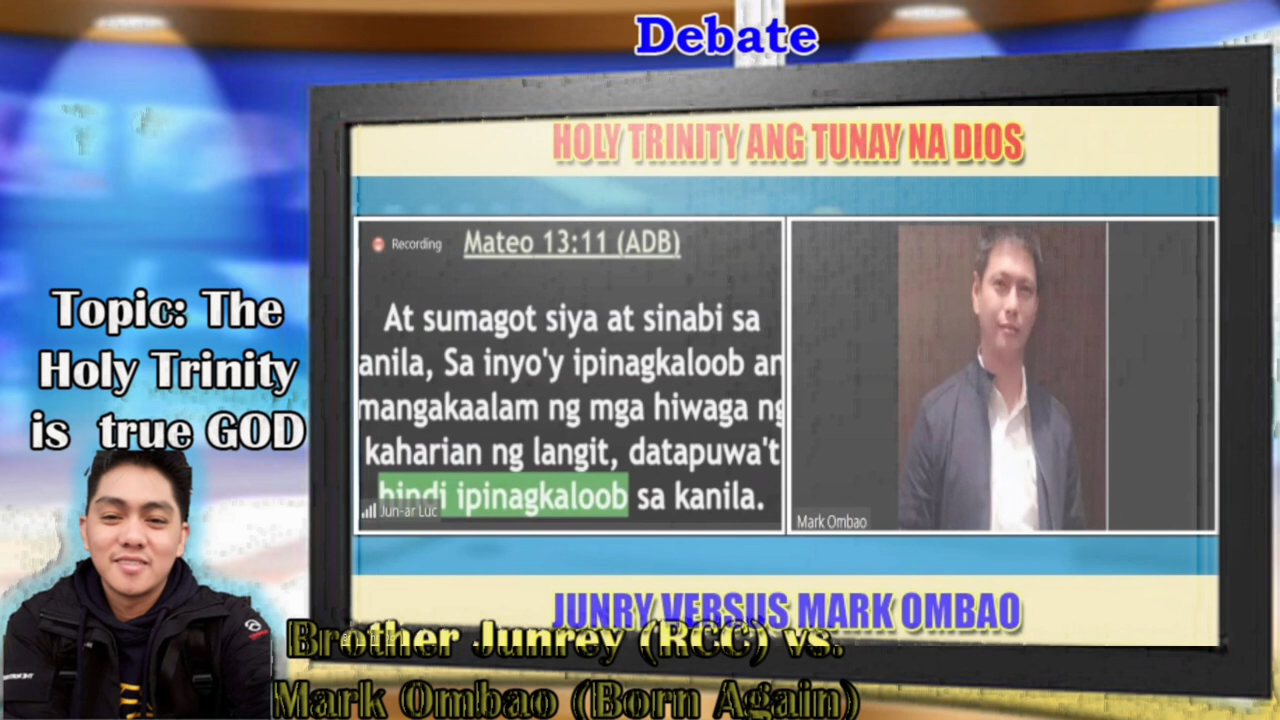 Debate
HOLY TRINITY ANG TUNAY NA DIOS
Recording
Mateo 13:11 (ADB)
At sumagot siya at sinabi sa
anila, Sa inyo'y ipinagkaloob an
mangakaalam ng mga hiwaga ng
kaharian ng langit, datapuwa't
hindi ipinagkaloob sa kanila.
Jun-ar Luc
Mark Ombao
Topic: The
Holy Trinity
is true GOD
JUNRY VERSUS MARK OMBAO
Brother Junrey (RCC) vs.
Mark Ombao (Born Again)